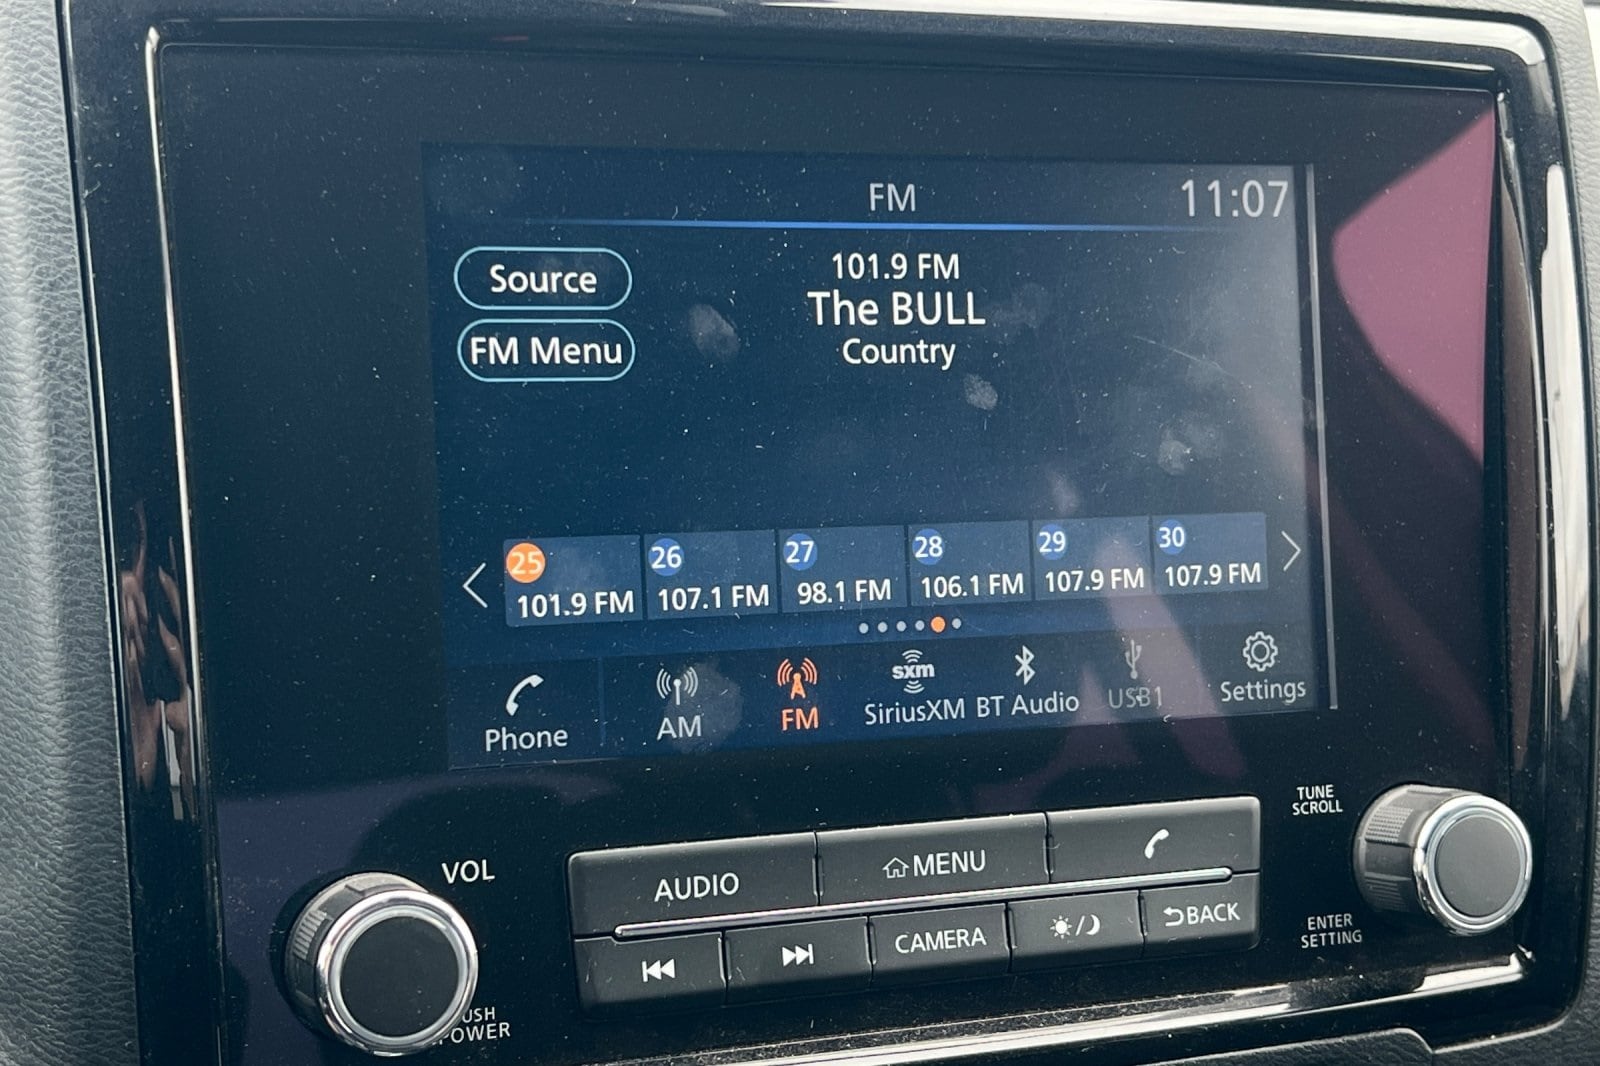 FM
11:07
Source
FM Menu
101.9 FM
The BULL
Country
25
101.9 FM
26
107.1 FM
27
98.1 FM
28
106.1 FM
29
107.9 FM
30
107.9 FM
Phone
AM
FM
sxm
SiriusXM
BT Audio
USB1
Settings
VOL
AUDIO
MENU
CAMERA
BACK
TUNE
SCROLL
ENTER
SETTING
USH
POWER